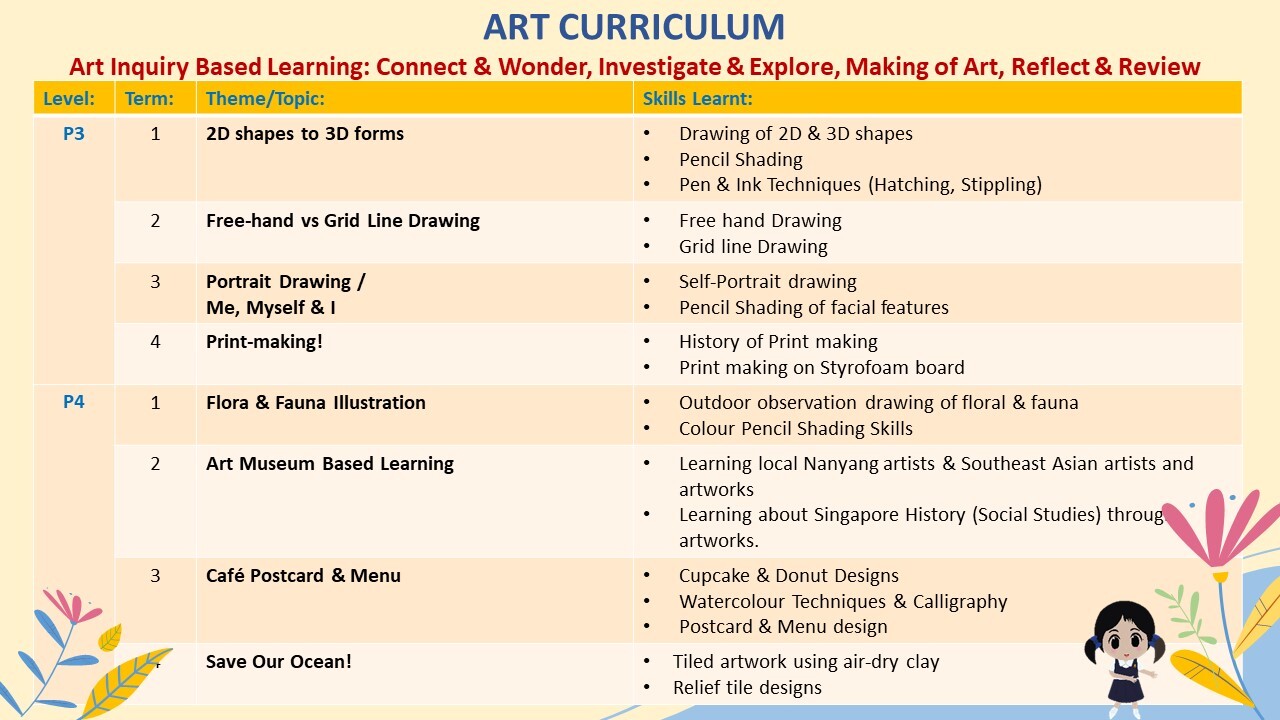 ART CURRICULUM
Art Inquiry Based Learning: Connect & Wonder, Investigate & Explore, Making of Art, Reflect & Review
Level: Term: Theme/Topic: Skills Learnt:
P3 1 2D shapes to 3D forms • Drawing of 2D & 3D shapes
• Pencil Shading
• Pen & Ink Techniques (Hatching, Stippling)
2 Free-hand vs Grid Line Drawing • Free hand Drawing
• Grid line Drawing
3 Portrait Drawing / • Self-Portrait drawing
Me, Myself & I • Pencil Shading of facial features
4 Print-making! • History of Print making
• Print making on Styrofoam board
P4 1 Flora & Fauna Illustration • Outdoor observation drawing of floral & fauna
• Colour Pencil Shading Skills
2 Art Museum Based Learning • Learning local Nanyang artists & Southeast Asian artists and
artworks
• Learning about Singapore History (Social Studies)
artworks.
3 Café Postcard & Menu • Cupcake & Donut Designs
• Watercolour Techniques & Calligraphy
• Postcard & Menu design
Save Our Ocean! • Tiled artwork using air-dry clay
• Relief tile designs